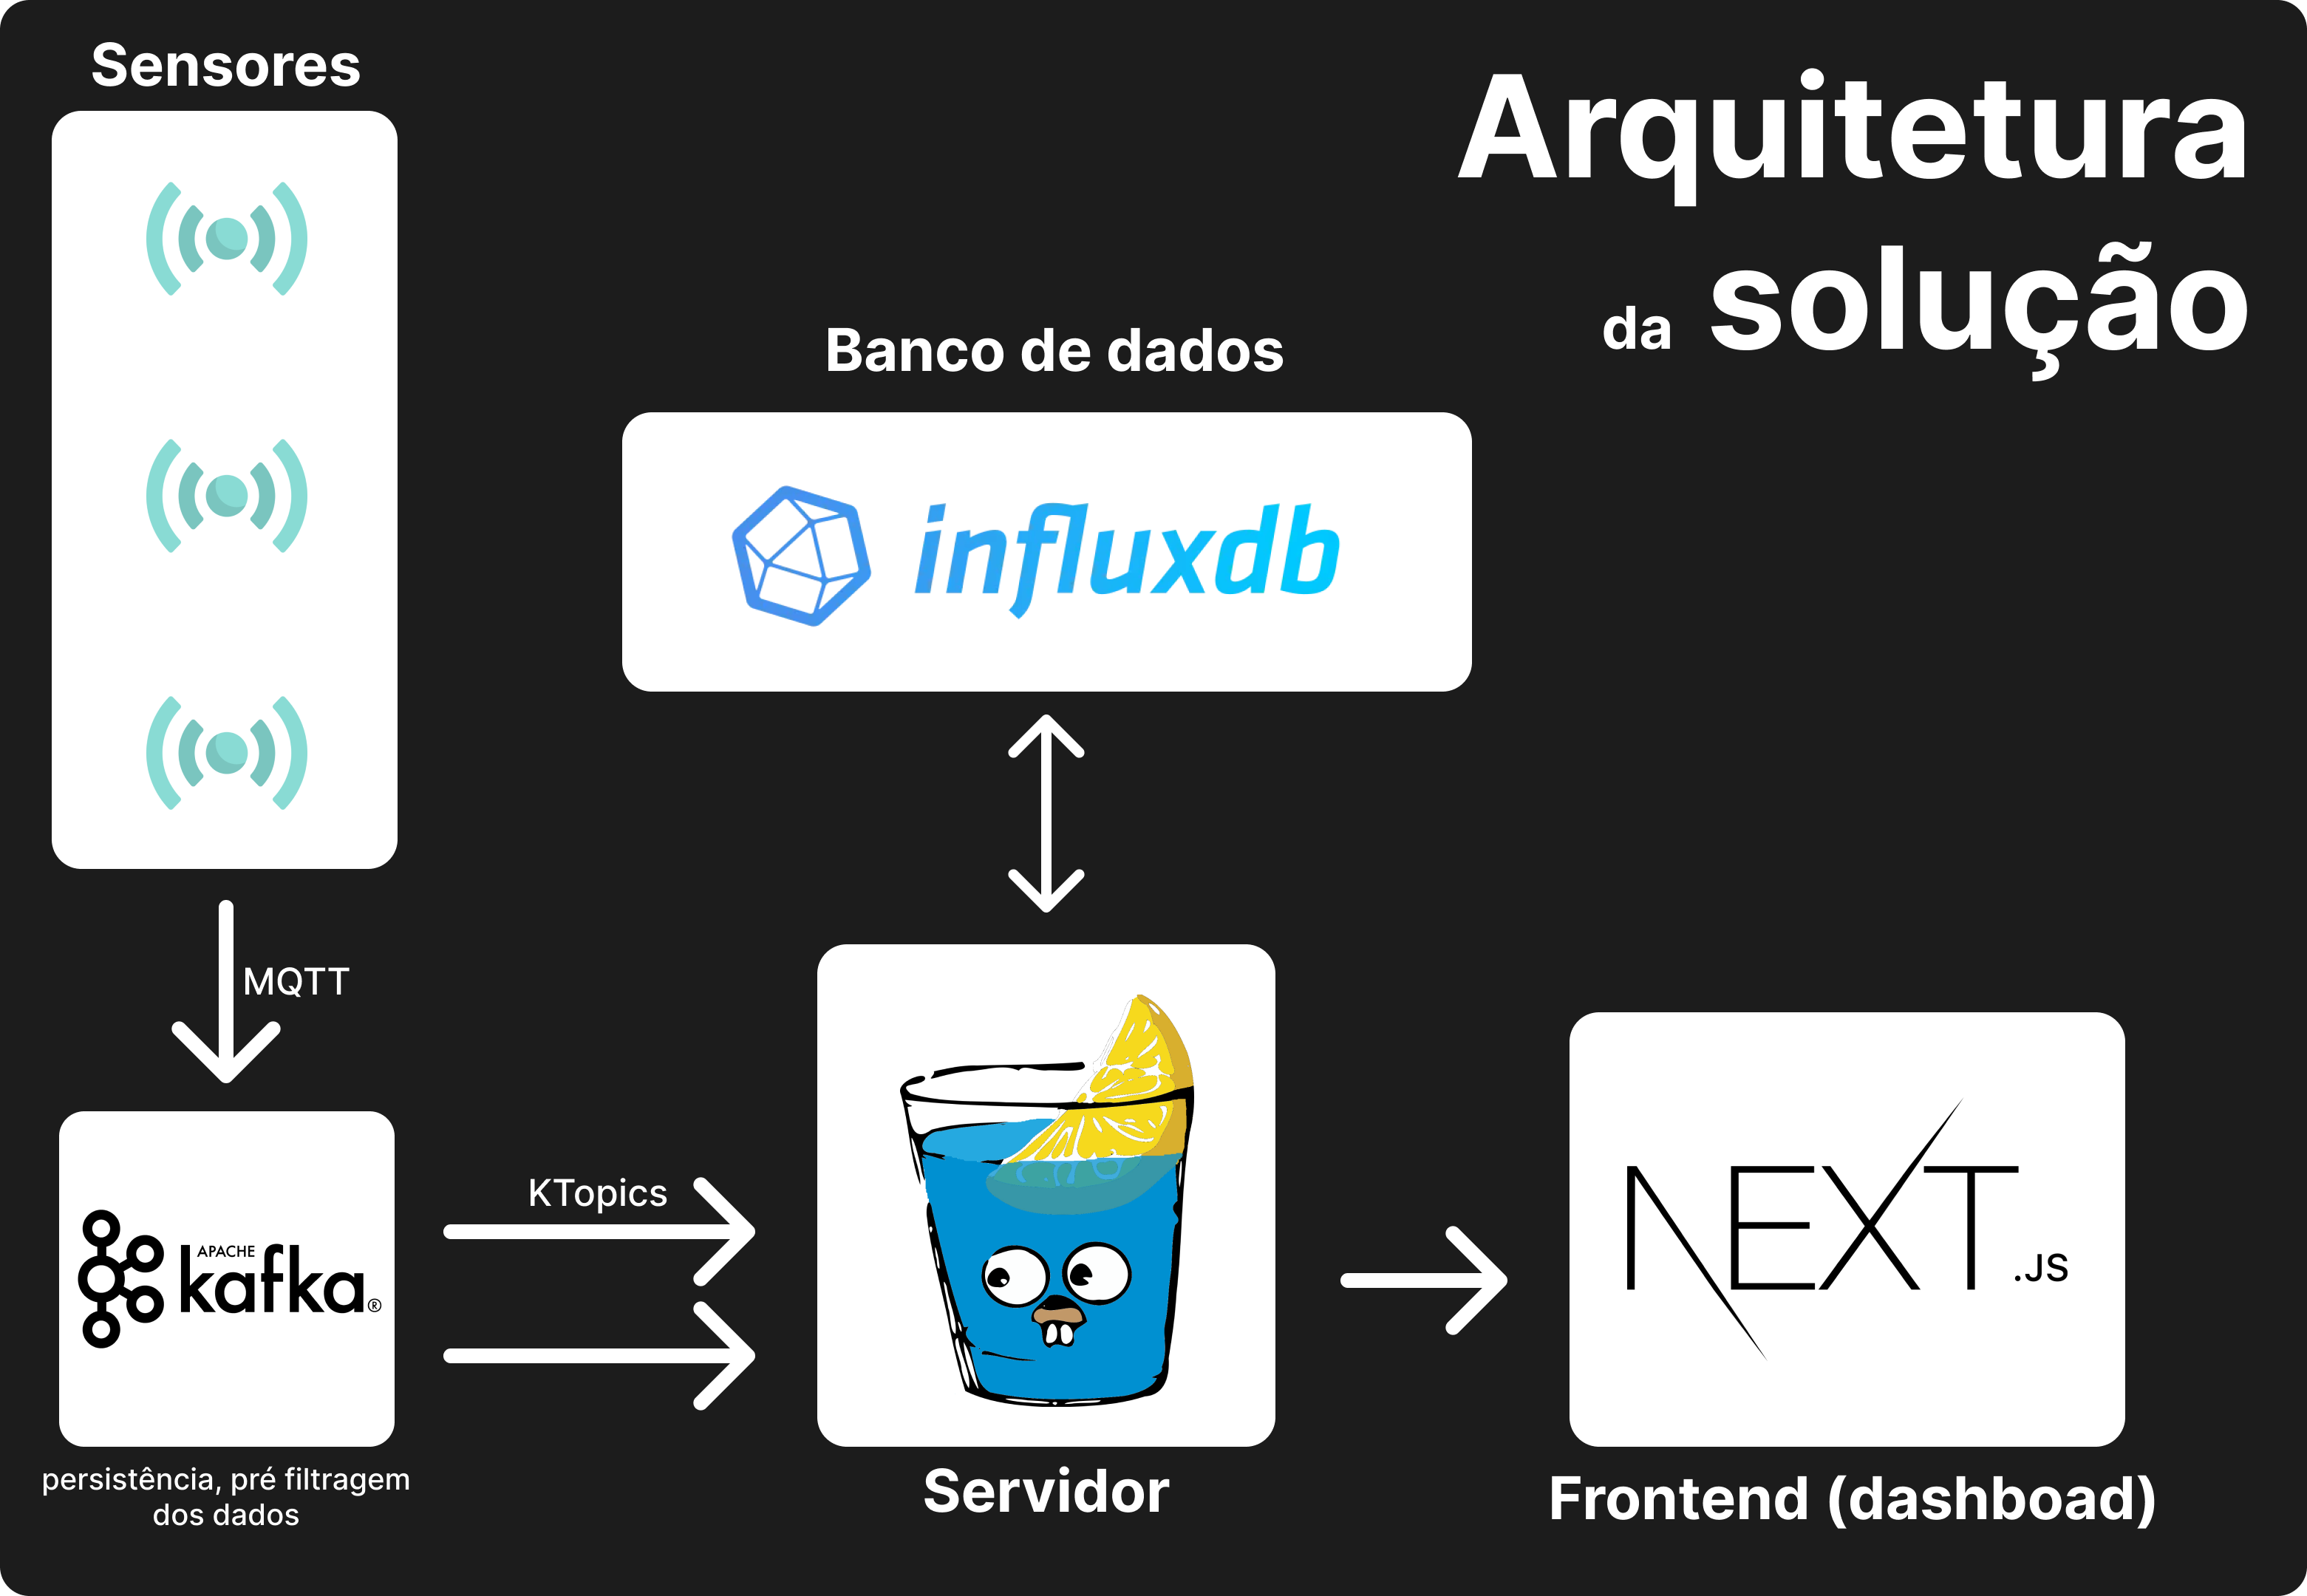 Sensores
Arquitetura
da solução
Banco de dados
influxdb
MQTT
KTopics
APACHE
kafka®
NEXT
.JS
persistência, pré filtragem
dos dados
Servidor
Frontend (dashboad)